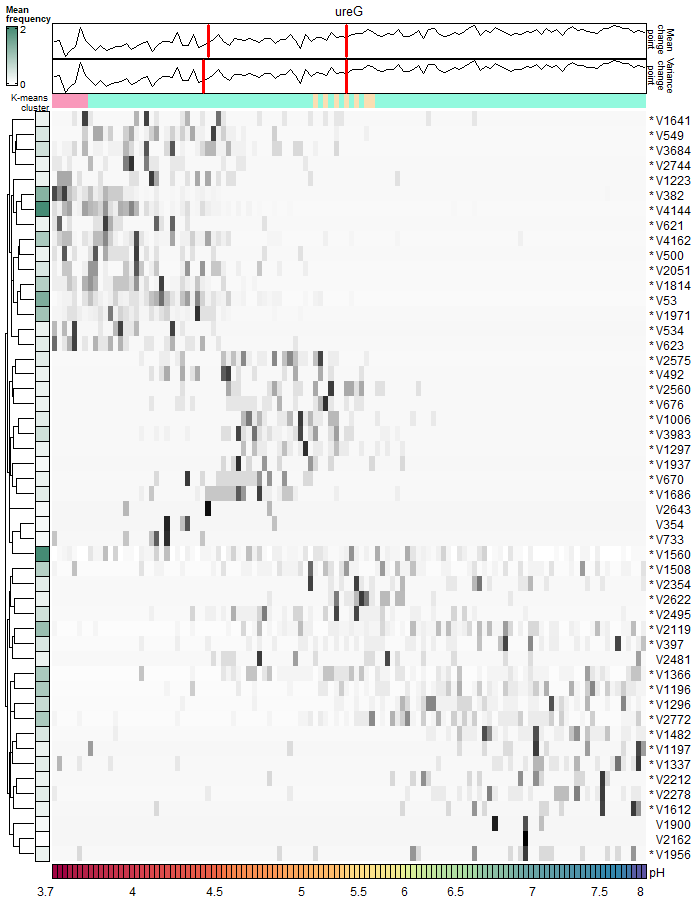 ureG
Mean
frequency
2
0
Mean
change
point
Variance
change
point
K-means
cluster
* V1641
* V549
* V3684
* V2744
* V1223
* V382
* V4144
* V621
* V4162
* V500
* V2051
* V1814
* V53
* V1971
* V534
* V623
* V2575
* V492
* V2560
* V676
* V1006
* V3983
* V1297
* V1937
* V670
* V1686
V2643
V354
* V733
* V1560
* V1508
* V2354
* V2622
* V2495
* V2119
* V397
V2481
* V1366
* V1196
* V1296
* V2772
* V1482
* V1197
* V1337
* V2212
* V2278
* V1612
V1900
V2162
* V1956
pH
3.7 4 4.5 5 5.5 6 6.5 7 7.5 8